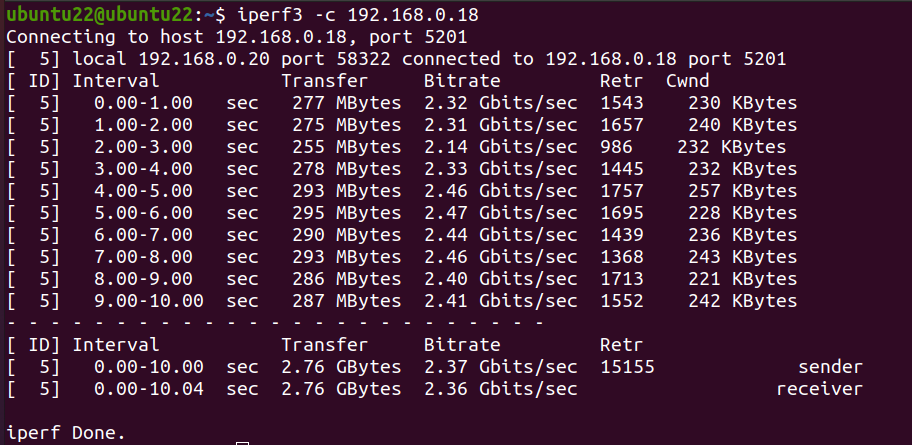 ubuntu22@ubuntu22:~$ iperf3 -c 192.168.0.18
Connecting to host 192.168.0.18, port 5201
[  5] local 192.168.0.20 port 58322 connected to 192.168.0.18 port 5201
[ ID] Interval           Transfer     Bitrate         Retr  Cwnd
[  5]   0.00-1.00   sec   277 MBytes  2.32 Gbits/sec  1543    230 KBytes
[  5]   1.00-2.00   sec   275 MBytes  2.31 Gbits/sec  1657    240 KBytes
[  5]   2.00-3.00   sec   255 MBytes  2.14 Gbits/sec  986    232 KBytes
[  5]   3.00-4.00   sec   278 MBytes  2.33 Gbits/sec  1445    232 KBytes
[  5]   4.00-5.00   sec   293 MBytes  2.46 Gbits/sec  1757    257 KBytes
[  5]   5.00-6.00   sec   295 MBytes  2.47 Gbits/sec  1695    228 KBytes
[  5]   6.00-7.00   sec   290 MBytes  2.44 Gbits/sec  1439    236 KBytes
[  5]   7.00-8.00   sec   293 MBytes  2.46 Gbits/sec  1368    243 KBytes
[  5]   8.00-9.00   sec   286 MBytes  2.40 Gbits/sec  1713    221 KBytes
[  5]   9.00-10.00  sec   287 MBytes  2.41 Gbits/sec  1552    242 KBytes
- - - - - - - - - - - - - - - - - - - - - - - - -
[ ID] Interval           Transfer     Bitrate         Retr
[  5]   0.00-10.00  sec  2.76 GBytes  2.37 Gbits/sec  15155             sender
[  5]   0.00-10.04  sec  2.76 GBytes  2.36 Gbits/sec                  receiver
iperf Done.